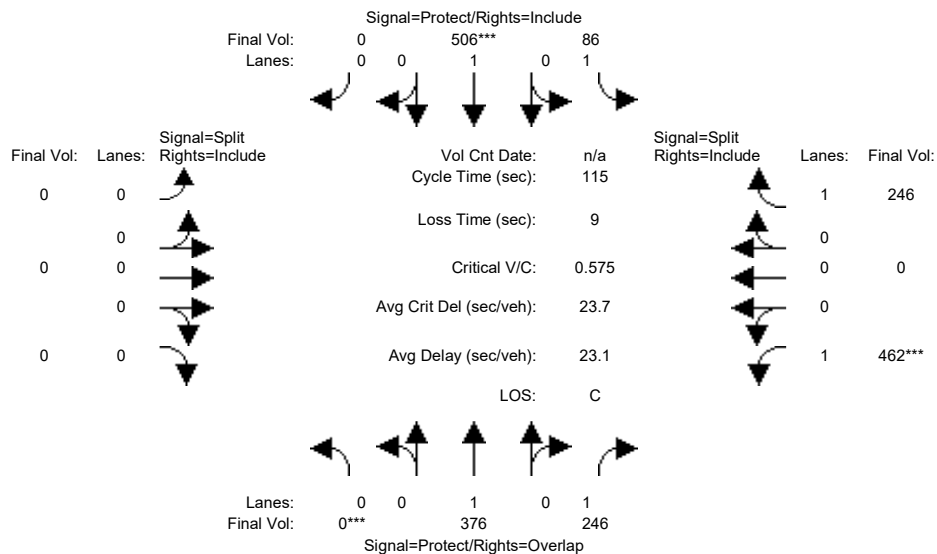 Signal=Protect/Rights=Include
Final Vol: 0 506*** 86
Lanes: 0 0 1 0 1
Signal=Split
Final Vol: Lanes: Rights=Include
Vol Cnt Date: n/a
Signal=Split
Rights=Include Lanes: Final Vol:
Cycle Time (sec): 115
0 0
1 246
Loss Time (sec): 9
0
0
0 0
Critical V/C: 0.575
0 0
0
Avg Crit Del (sec/veh): 23.7
0
0 0
Avg Delay (sec/veh): 23.1
1 462***
LOS: C
Lanes: 0 0 1 0 1
Final Vol: 0*** 376 246
Signal=Protect/Rights=Overlap